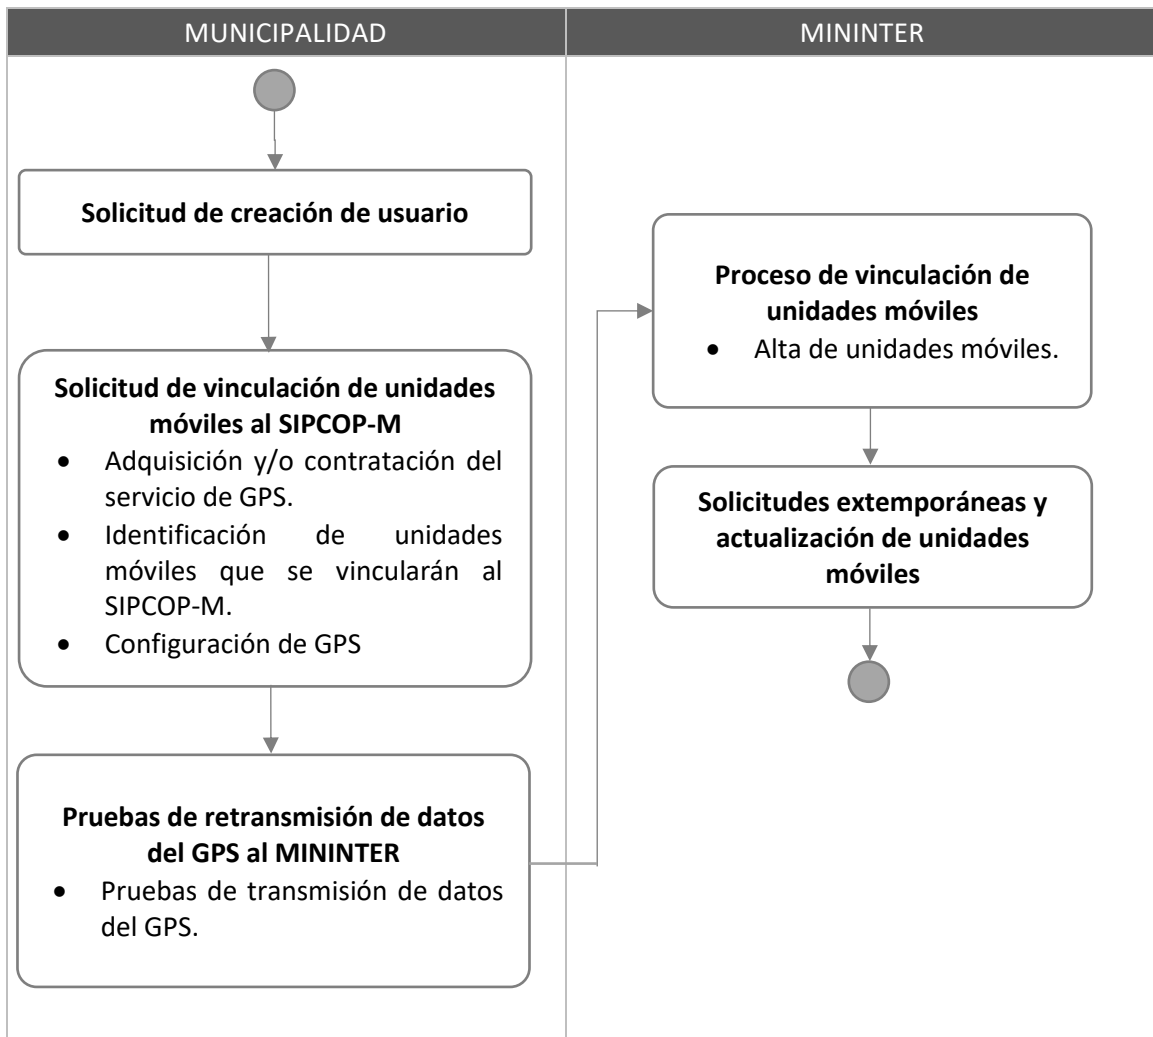 MUNICIPALIDAD
MININTER
Solicitud de creación de usuario
Solicitud de vinculación de unidades
móviles al SIPCOP-M
• Adquisición y/o contratación del
servicio de GPS.
• Identificación de unidades
móviles que se vincularán al
SIPCOP-M.
• Configuración de GPS
Pruebas de retransmisión de datos
del GPS al MININTER
• Pruebas de transmisión de datos
del GPS.
Proceso de vinculación de
unidades móviles
• Alta de unidades móviles.
Solicitudes extemporáneas y
actualización de unidades
móviles